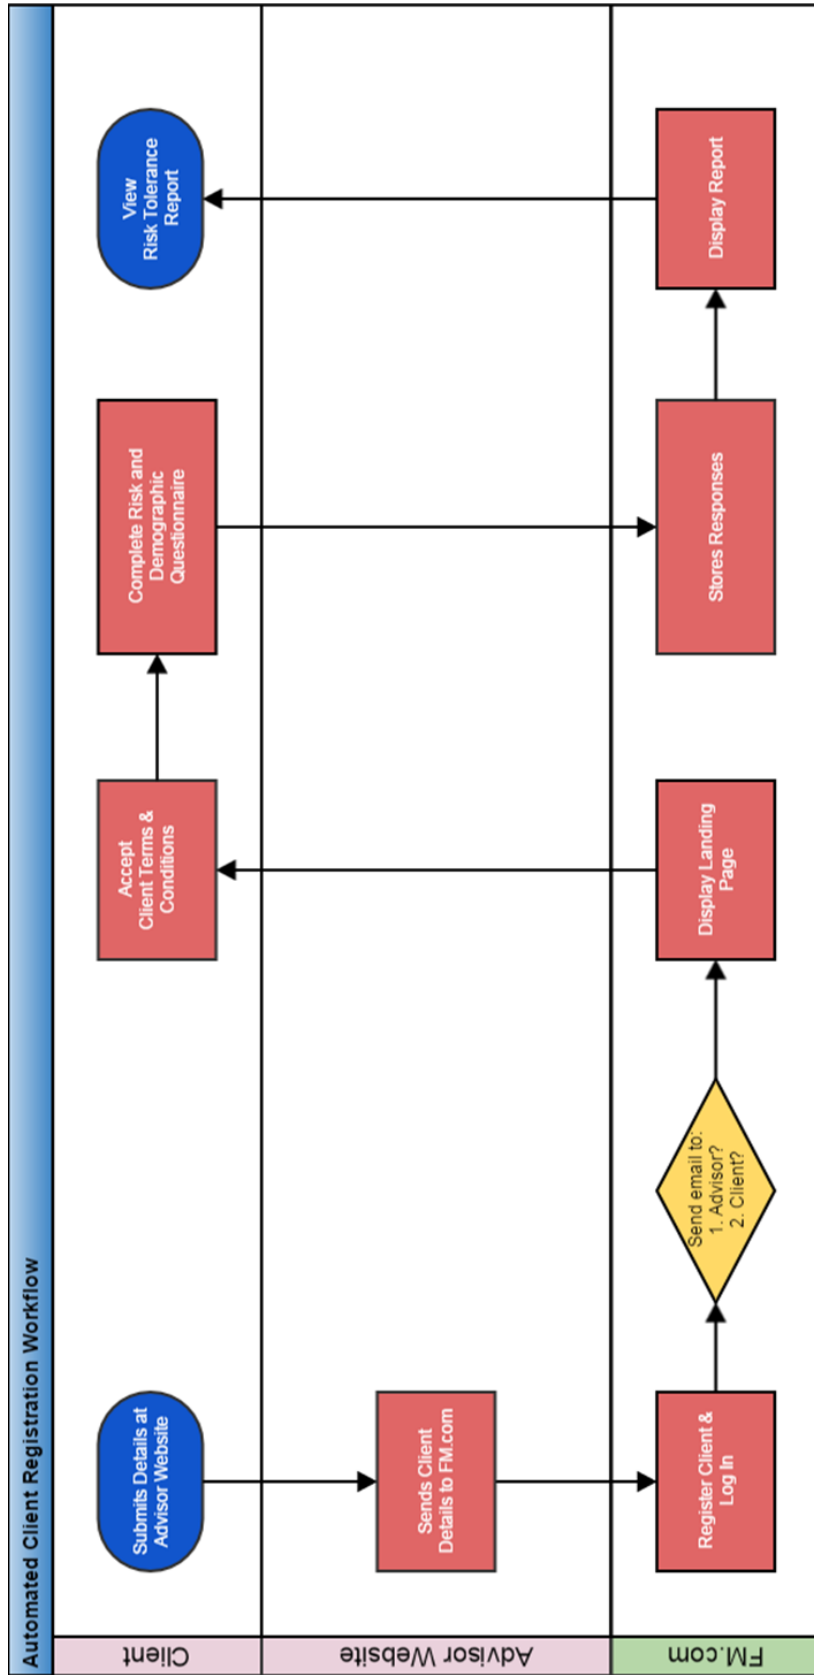 Automated Client Registration Workflow
Client
Submits Details at
Advisor Website
Accept
Client Terms &
Conditions
Complete Risk and
Demographic
Questionnaire
View
Risk Tolerance
Report
Advisor Website
Sends Client
Details to FM.com
FM.com
Register Client &
Log In
Send email to:
1. Advisor?
2. Client?
Display Landing
Page
Stores Responses
Display Report